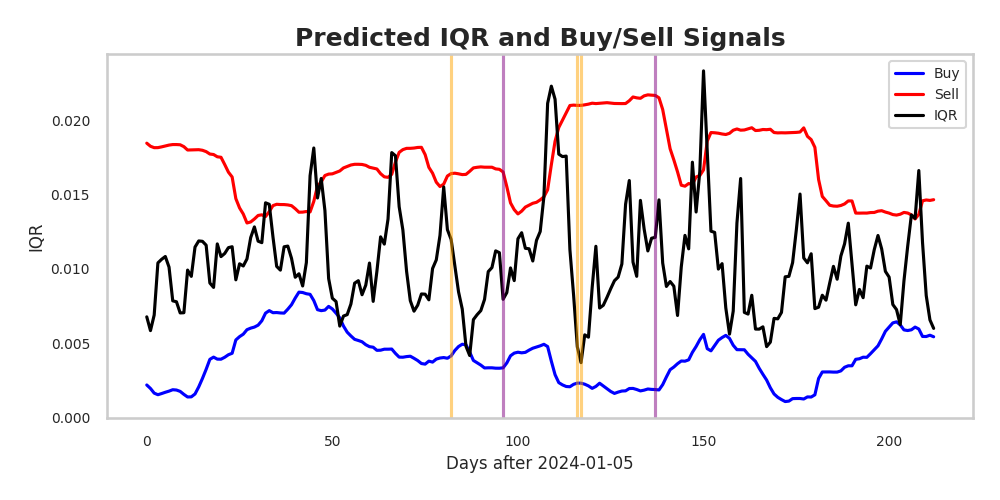 Predicted IQR and Buy/Sell Signals
Buy
Sell
IQR
IQR
0.020
0.015
0.010
0.005
0.000
0 50 100 150 200
Days after 2024-01-05